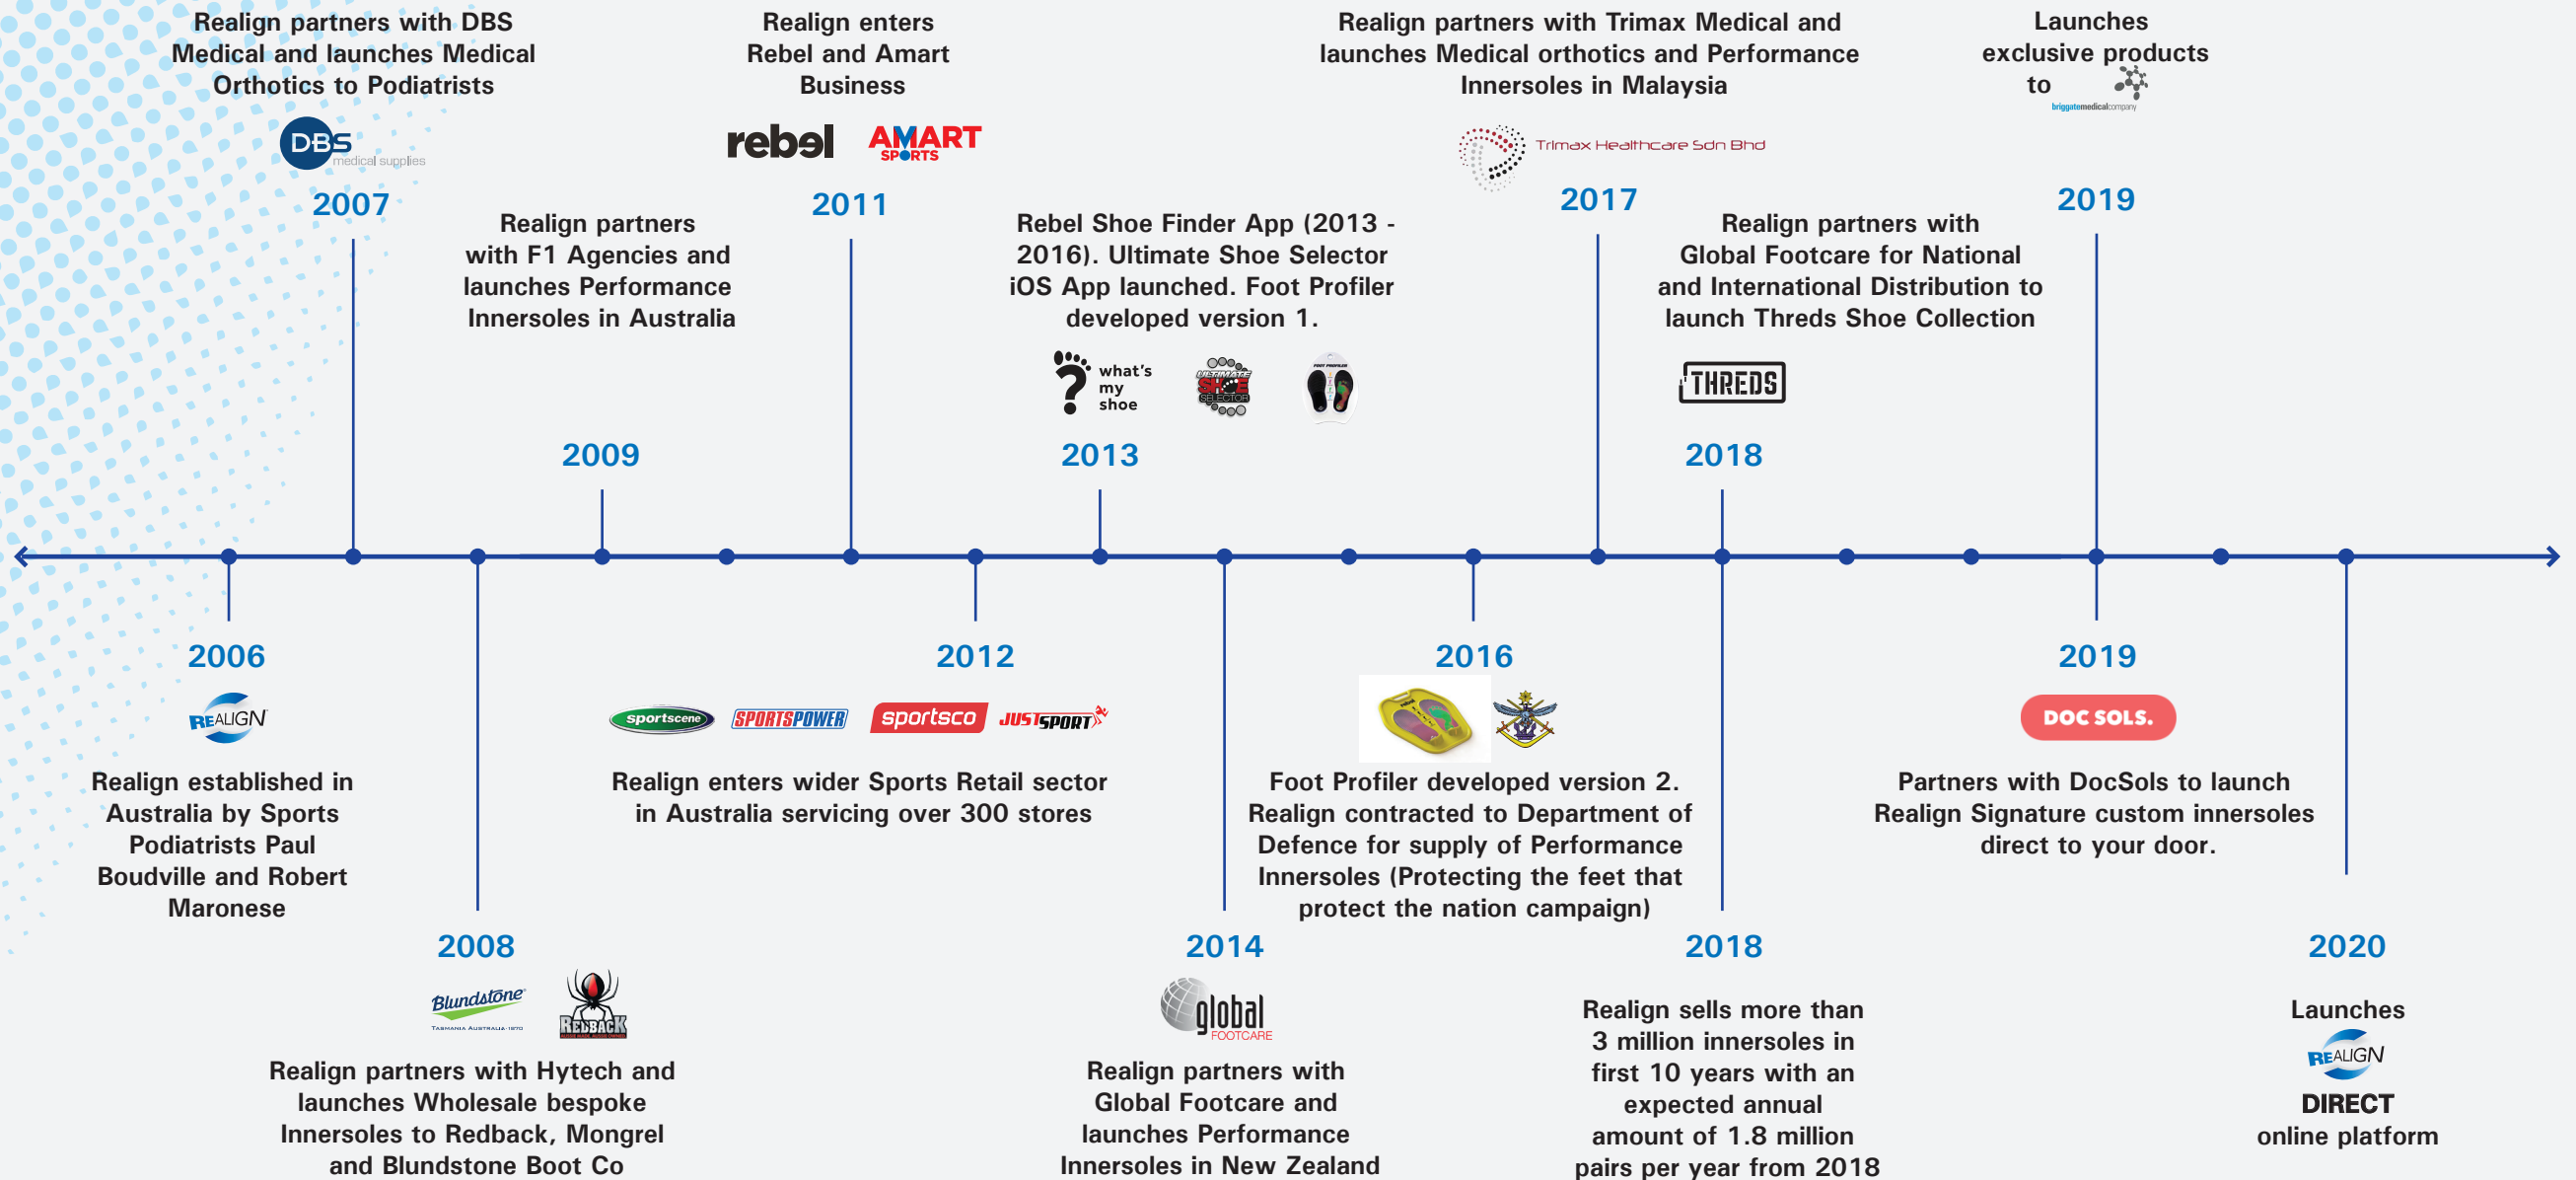 Realign partners with DBS
Medical and launches Medical
Orthotics to Podiatrists
DBS
medical supplies
2007
Realign partners
with F1 Agencies and
launches Performance
Innersoles in Australia
2009
Realign enters
Rebel and Amart
Business
rebel
AMART
SPORTS
2011
Rebel Shoe Finder App (2013 -
2016). Ultimate Shoe Selector
iOS App launched. Foot Profiler
developed version 1.
what's
my
shoe
ULTIMATE
SHOE
SELECTOR
FOOT PROFILER
2013
Realign partners with Trimax Medical and
launches Medical orthotics and Performance
Innersoles in Malaysia
Trimax Healthcare Sdn Bhd
2017
Realign partners with
Global Footcare for National
and International Distribution to
launch Threds Shoe Collection
THREDS
2018
Launches
exclusive products
to
briggatemedicalcompany
2019
2006
REALIGN
Realign established in
Australia by Sports
Podiatrists Paul
Boudville and Robert
Maronese
2008
Blundstone
TASMANIA AUSTRALIA·1870
REDBACK
Realign partners with Hytech and
launches Wholesale bespoke
Innersoles to Redback, Mongrel
and Blundstone Boot Co
2012
sportscene
SPORTSPOWER
sportsco
JUSTSPORT
Realign enters wider Sports Retail sector
in Australia servicing over 300 stores
2014
global
FOOTCARE
Realign partners with
Global Footcare and
launches Performance
Innersoles in New Zealand
2016
Foot Profiler developed version 2.
Realign contracted to Department of
Defence for supply of Performance
Innersoles (Protecting the feet that
protect the nation campaign)
2018
Realign sells more than
3 million innersoles in
first 10 years with an
expected annual
amount of 1.8 million
pairs per year from 2018
2019
DOC SOLS.
Partners with DocSols to launch
Realign Signature custom innersoles
direct to your door.
2020
Launches
REALIGN
DIRECT
online platform